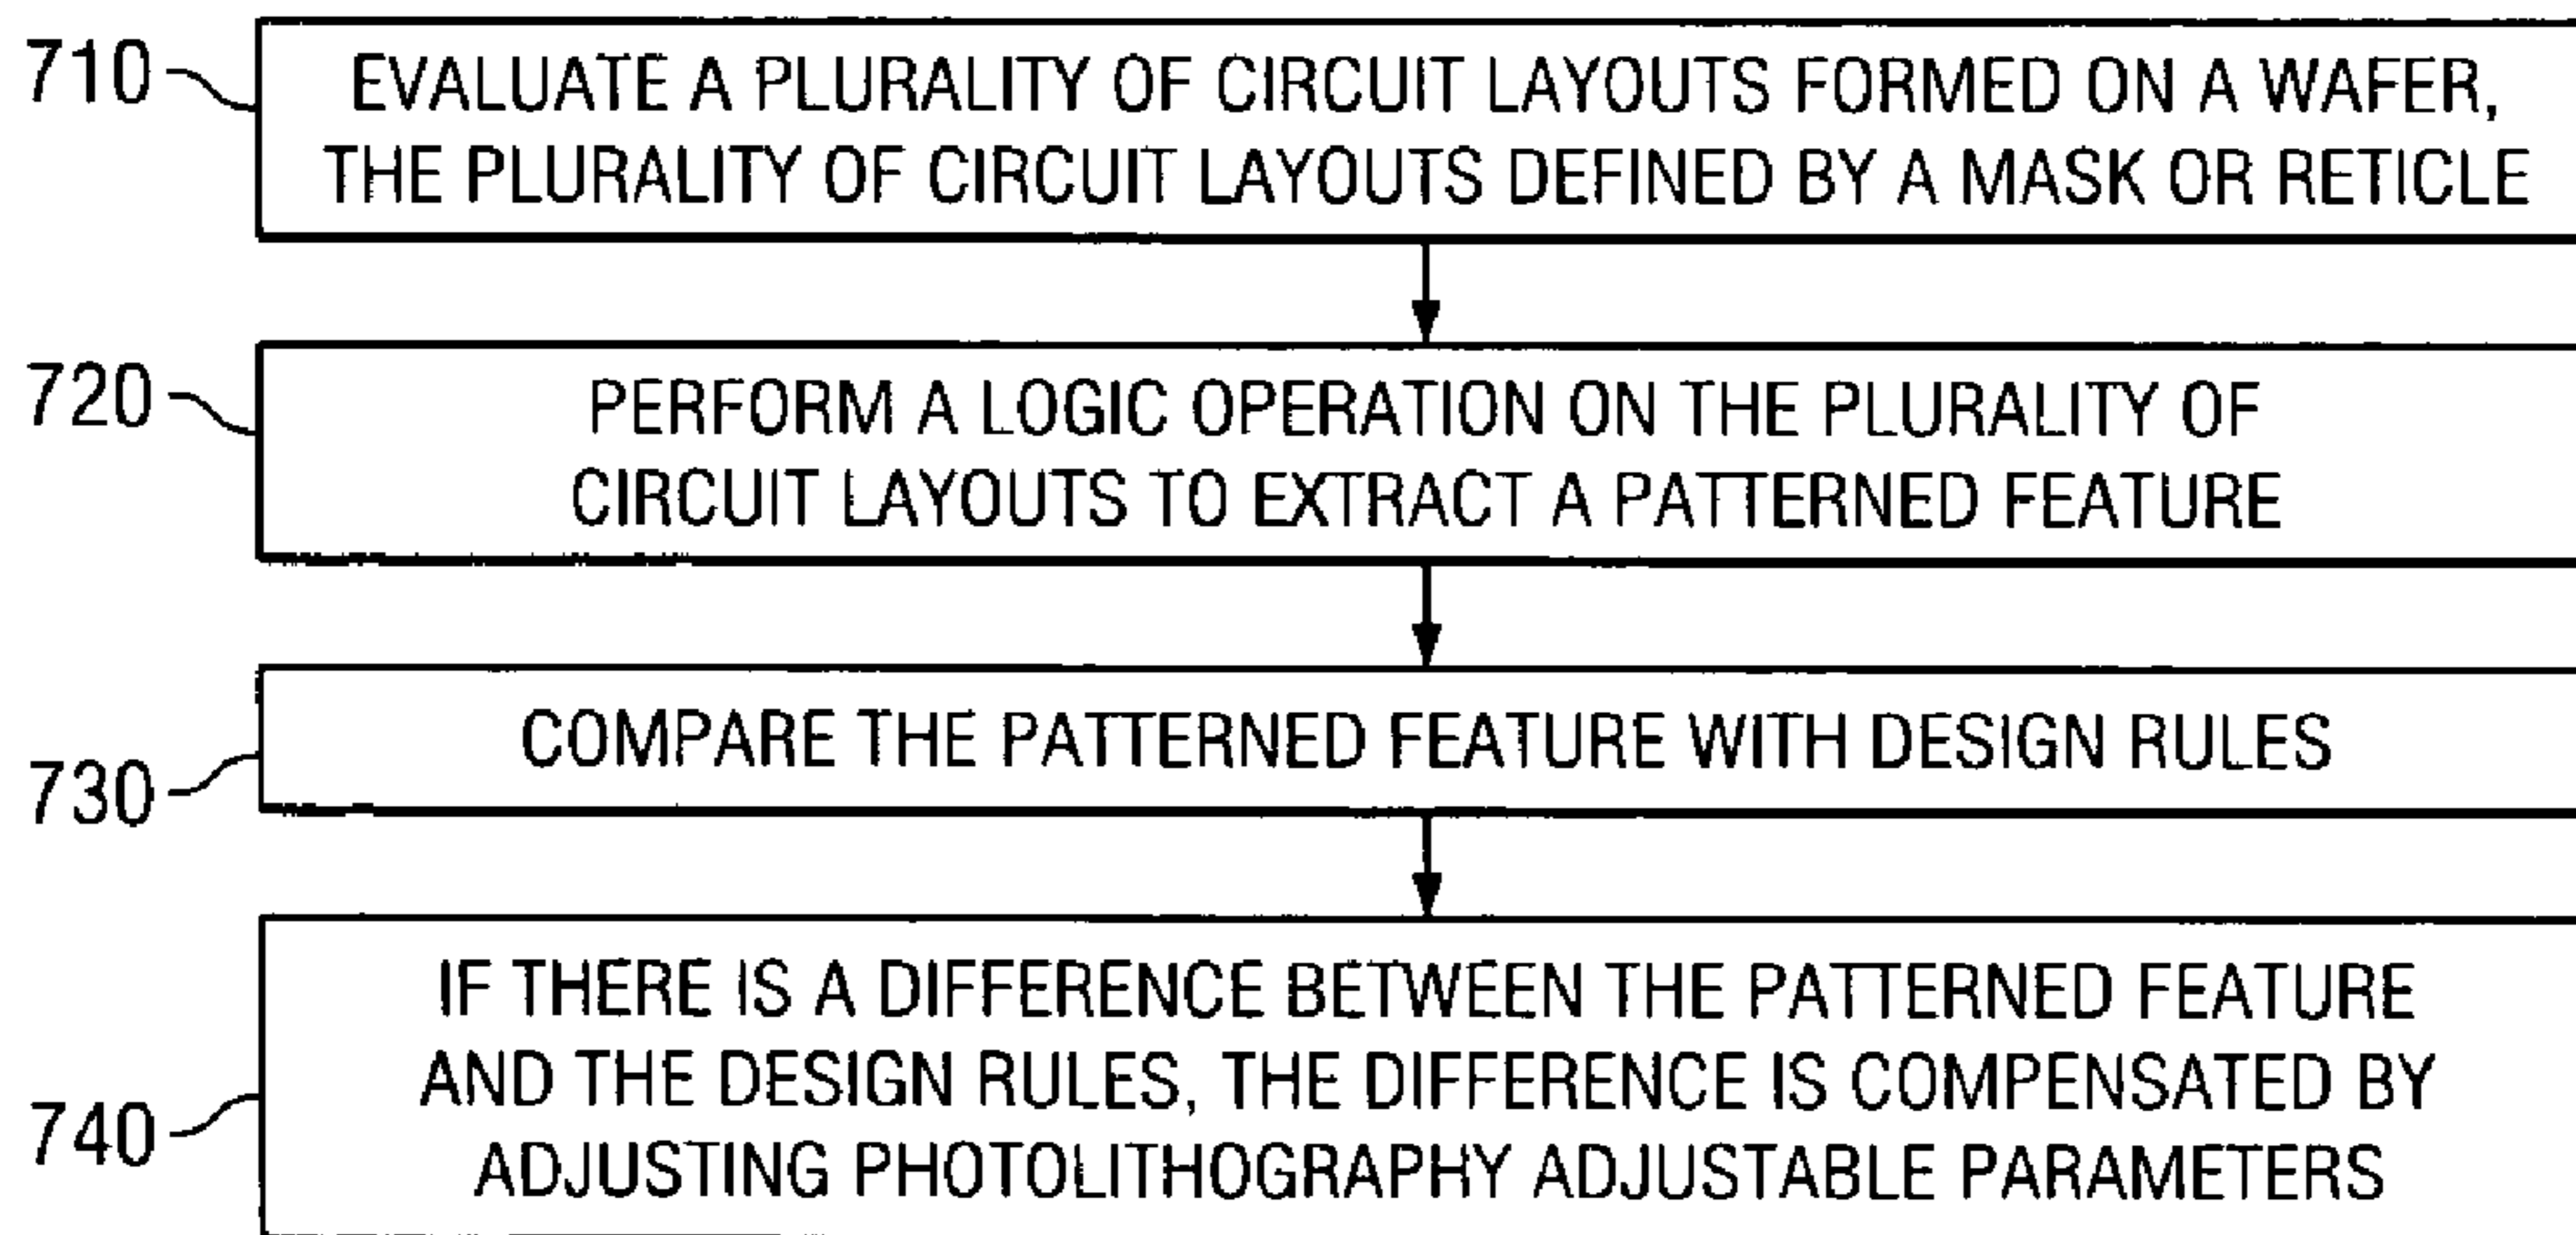 710
EVALUATE A PLURALITY OF CIRCUIT LAYOUTS FORMED ON A WAFER,
THE PLURALITY OF CIRCUIT LAYOUTS DEFINED BY A MASK OR RETICLE
720
PERFORM A LOGIC OPERATION ON THE PLURALITY OF
CIRCUIT LAYOUTS TO EXTRACT A PATTERNED FEATURE
730
COMPARE THE PATTERNED FEATURE WITH DESIGN RULES
740
IF THERE IS A DIFFERENCE BETWEEN THE PATTERNED FEATURE
AND THE DESIGN RULES, THE DIFFERENCE IS COMPENSATED BY
ADJUSTING PHOTOLITHOGRAPHY ADJUSTABLE PARAMETERS